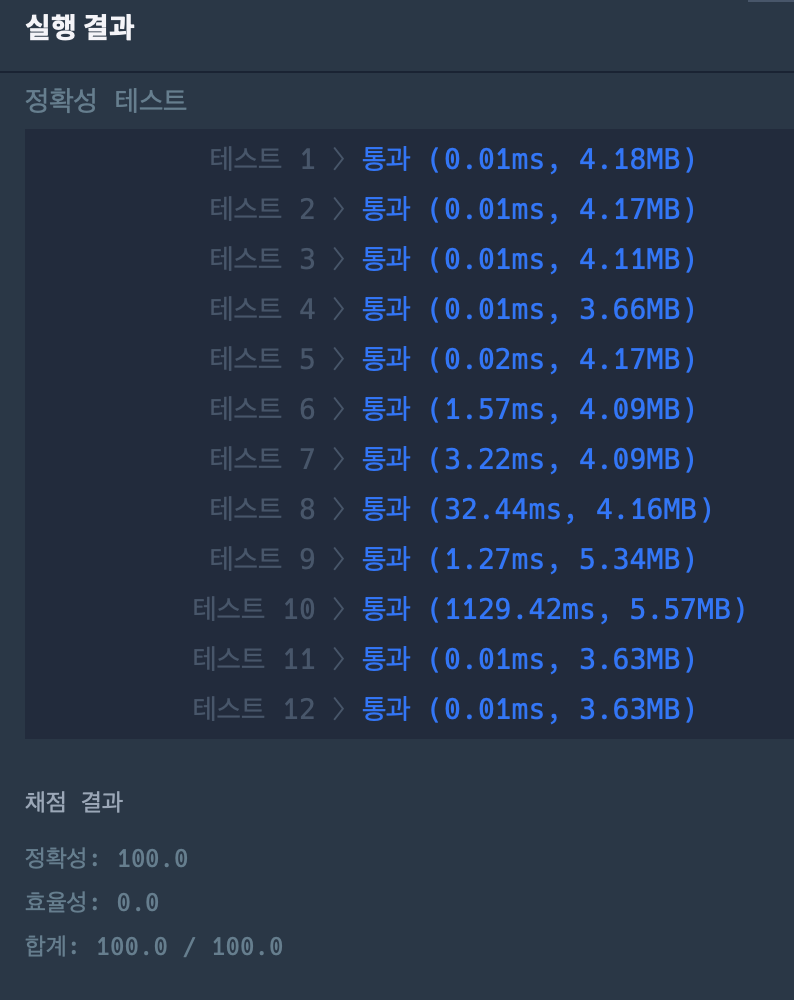 실행 결과
정확성 테스트
테스트 1 〉 통과 (0.01ms, 4.18MB)
테스트 2 〉 통과 (0.01ms, 4.17MB)
테스트 3 〉 통과 (0.01ms, 4.11MB)
테스트 4 〉 통과 (0.01ms, 3.66MB)
테스트 5 〉 통과 (0.02ms, 4.17MB)
테스트 6 〉 통과 (1.57ms, 4.09MB)
테스트 7 〉 통과 (3.22ms, 4.09MB)
테스트 8 〉 통과 (32.44ms, 4.16MB)
테스트 9 〉 통과 (1.27ms, 5.34MB)
테스트 10 〉 통과 (1129.42ms, 5.57MB)
테스트 11 〉 통과 (0.01ms, 3.63MB)
테스트 12 〉 통과 (0.01ms, 3.63MB)
채점 결과
정확성: 100.0
효율성: 0.0
합계: 100.0 / 100.0